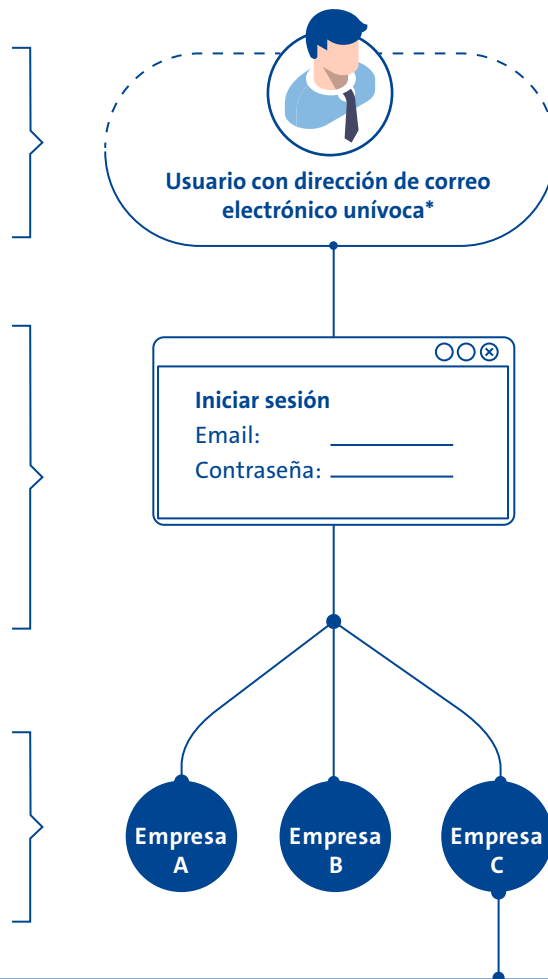 Usuario con dirección de correo
electrónico unívoca*
Iniciar sesión
Email:
Contraseña:
Empresa
A
Empresa
B
Empresa
C